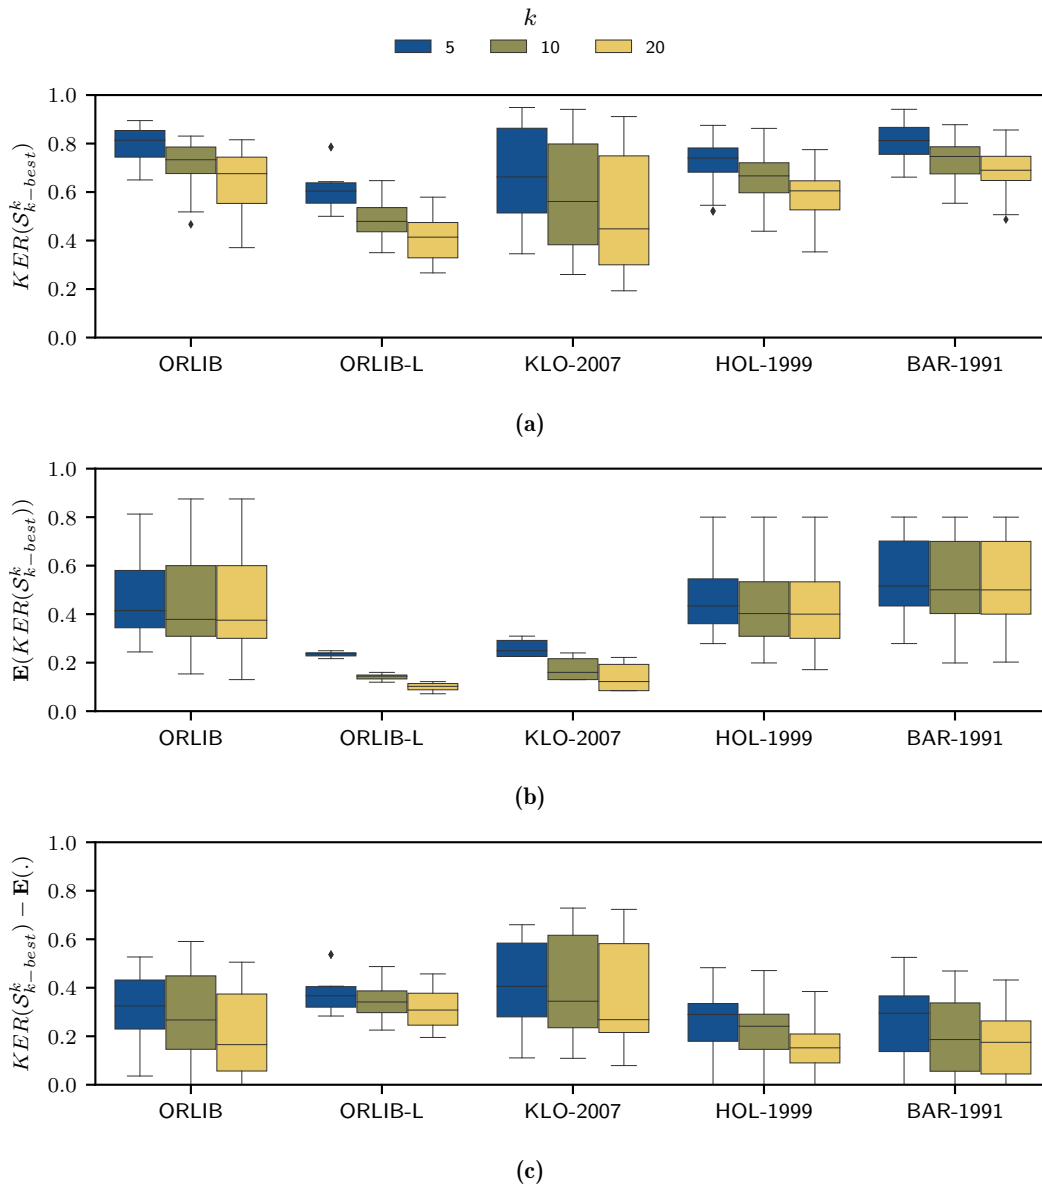 k
5 10 20
KER(𝒮ᵏₖ₋best)
1.0
0.8
0.6
0.4
0.2
0.0
ORLIB ORLIB-L KLO-2007 HOL-1999 BAR-1991
(a)
E(KER(𝒮ᵏₖ₋best))
1.0
0.8
0.6
0.4
0.2
0.0
ORLIB ORLIB-L KLO-2007 HOL-1999 BAR-1991
(b)
KER(𝒮ᵏₖ₋best) − E(.)
1.0
0.8
0.6
0.4
0.2
0.0
ORLIB ORLIB-L KLO-2007 HOL-1999 BAR-1991
(c)